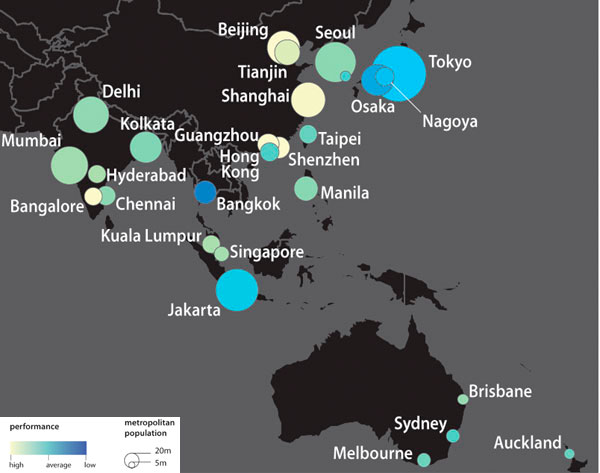 Beijing
Seoul
Tianjin
Tokyo
Delhi
Shanghai
Osaka
Kolkata
Nagoya
Mumbai
Guangzhou
Taipei
Hong
Kong
Shenzhen
Hyderabad
Manila
Bangalore
Chennai
Bangkok
Kuala Lumpur
Singapore
Jakarta
Brisbane
Sydney
Auckland
Melbourne
performance
high
average
low
metropolitan
population
20m
5m